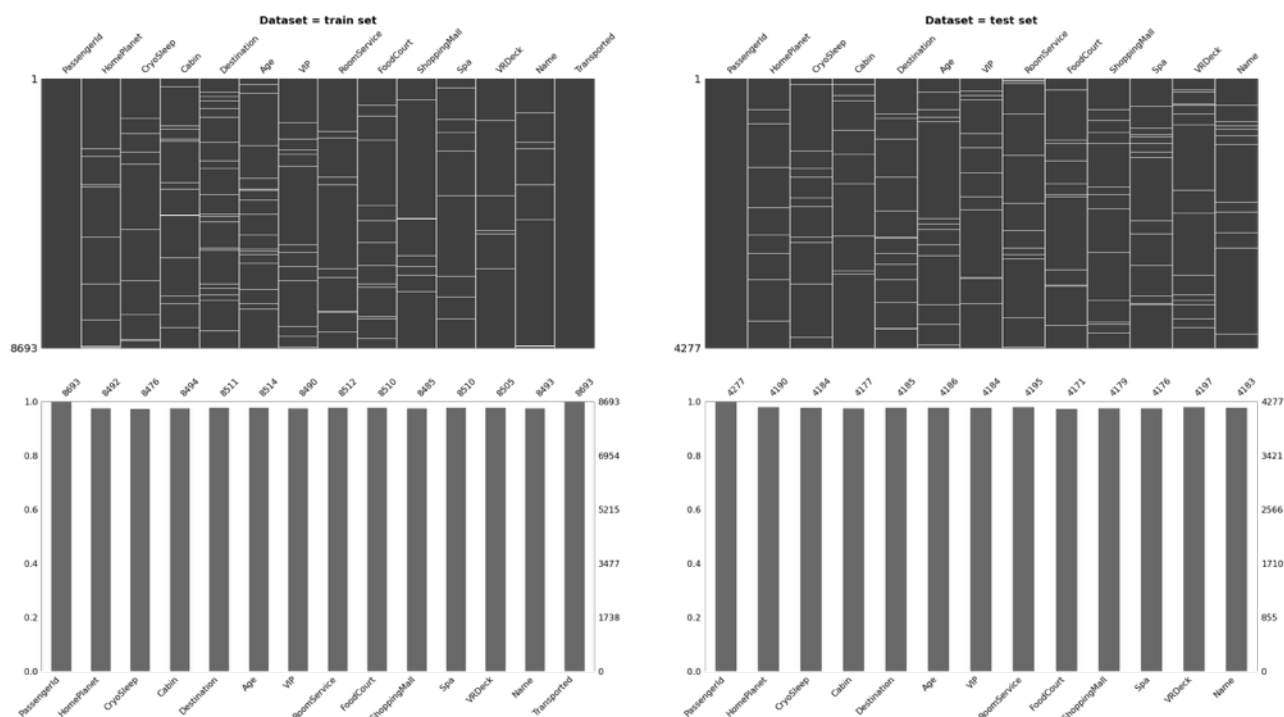 Dataset = train set
PassengerId HomePlanet CryoSleep Cabin Destination Age VIP RoomService FoodCourt ShoppingMall Spa VRDeck Name Transported
1
8693
8693 8492 8476 8494 8511 8514 8490 8512 8510 8485 8510 8505 8493 8693
1.0 8693
0.8 6954
0.6 5215
0.4 3477
0.2 1738
0.0 0
PassengerId HomePlanet CryoSleep Cabin Destination Age VIP RoomService FoodCourt ShoppingMall Spa VRDeck Name Transported
Dataset = test set
PassengerId HomePlanet CryoSleep Cabin Destination Age VIP RoomService FoodCourt ShoppingMall Spa VRDeck Name
1
4277
4277 4190 4184 4177 4185 4186 4184 4195 4171 4179 4176 4197 4183
1.0 4277
0.8 3421
0.6 2566
0.4 1710
0.2 855
0.0 0
PassengerId HomePlanet CryoSleep Cabin Destination Age VIP RoomService FoodCourt ShoppingMall Spa VRDeck Name